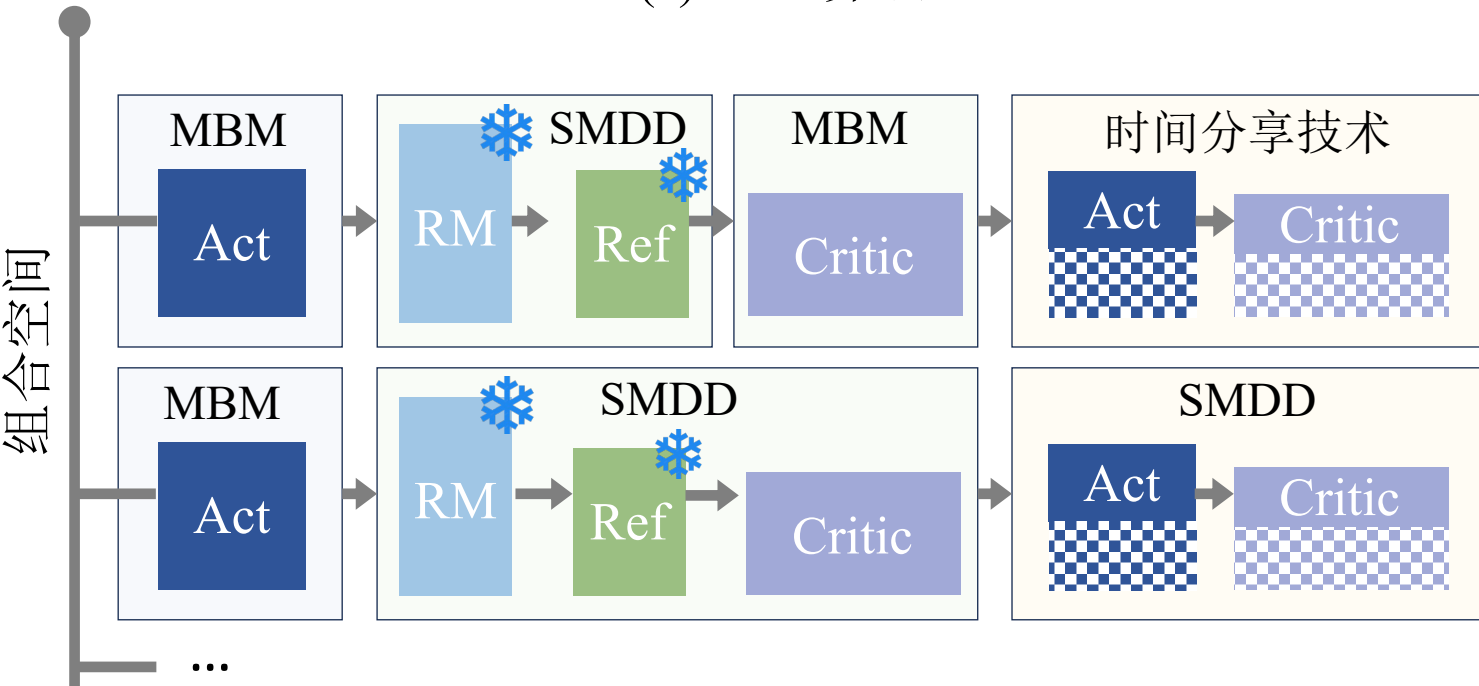 组合空间
MBM
Act
SMDD
RM
Ref
MBM
Critic
时间分享技术
Act
Critic
MBM
Act
SMDD
RM
Ref
Critic
SMDD
Act
Critic
...